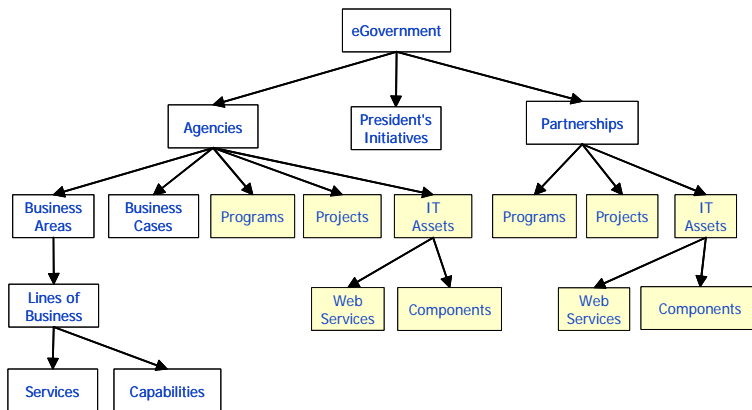 eGovernment
Agencies
President's
Initiatives
Partnerships
Business
Areas
Business
Cases
Programs
Projects
IT
Assets
Programs
Projects
IT
Assets
Lines of
Business
Web
Services
Components
Web
Services
Components
Services
Capabilities